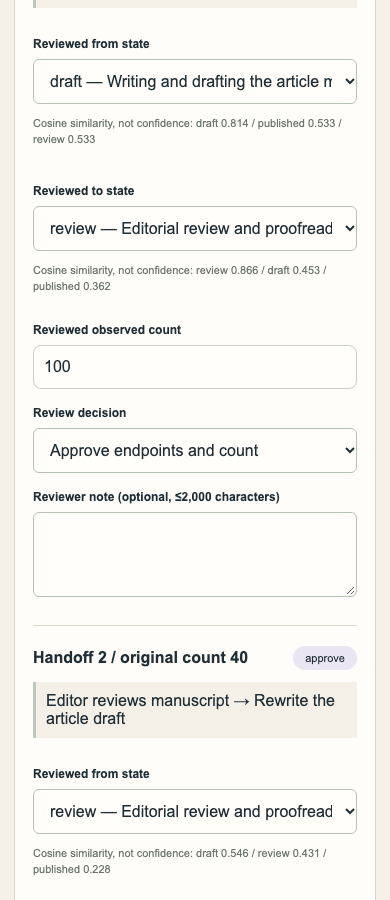 Reviewed from state
draft — Writing and drafting the article
Cosine similarity, not confidence: draft 0.814 / published 0.533 /
review 0.533
Reviewed to state
review — Editorial review and proofread
Cosine similarity, not confidence: review 0.866 / draft 0.453 /
published 0.362
Reviewed observed count
100
Review decision
Approve endpoints and count
Reviewer note (optional, ≤2,000 characters)
Handoff 2 / original count 40
approve
Editor reviews manuscript → Rewrite the
article draft
Reviewed from state
review — Editorial review and proofread
Cosine similarity, not confidence: draft 0.546 / review 0.431 /
published 0.228